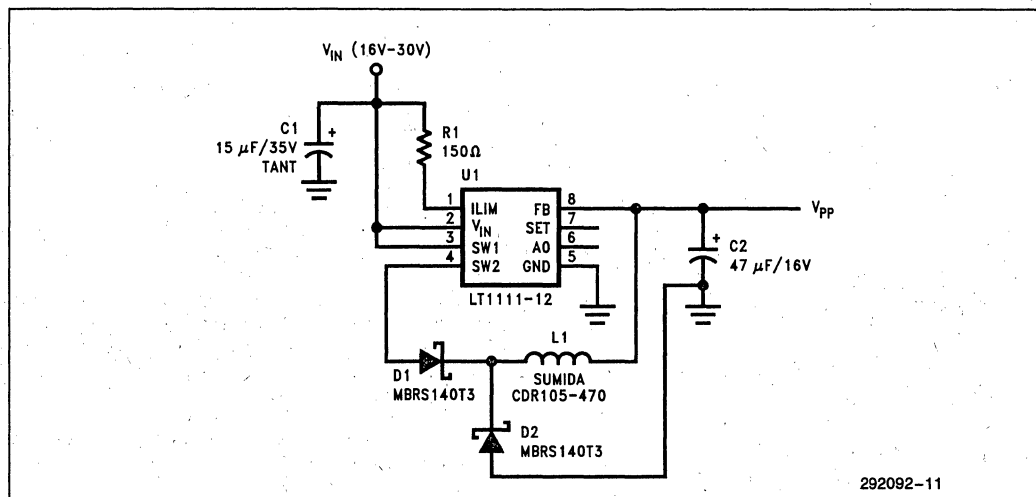 V_IN (16V–30V)
C1
+
15 μF/35V
TANT
R1
150Ω
U1
1 ILIM FB 8
2 V_IN SET 7
3 SW1 AO 6
4 SW2 GND 5
LT1111-12
V_PP
+
C2
47 μF/16V
L1
SUMIDA
CDR105-470
D1
MBRS140T3
D2
MBRS140T3
292092–11